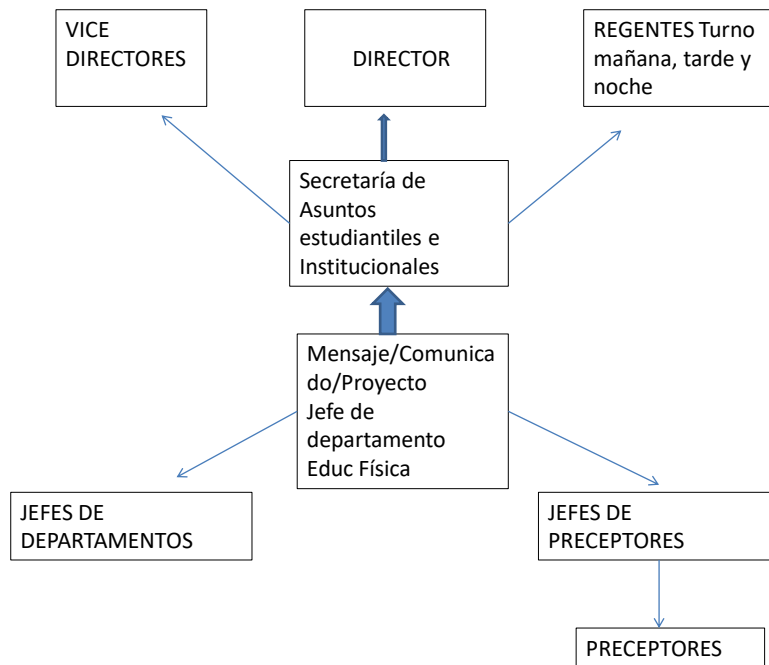 VICE
DIRECTORES
DIRECTOR
REGENTES Turno
mañana, tarde y
noche
Secretaría de
Asuntos
estudiantiles e
Institucionales
Mensaje/Comunica
do/Proyecto
Jefe de
departamento
Educ Física
JEFES DE
DEPARTAMENTOS
JEFES DE
PRECEPTORES
PRECEPTORES